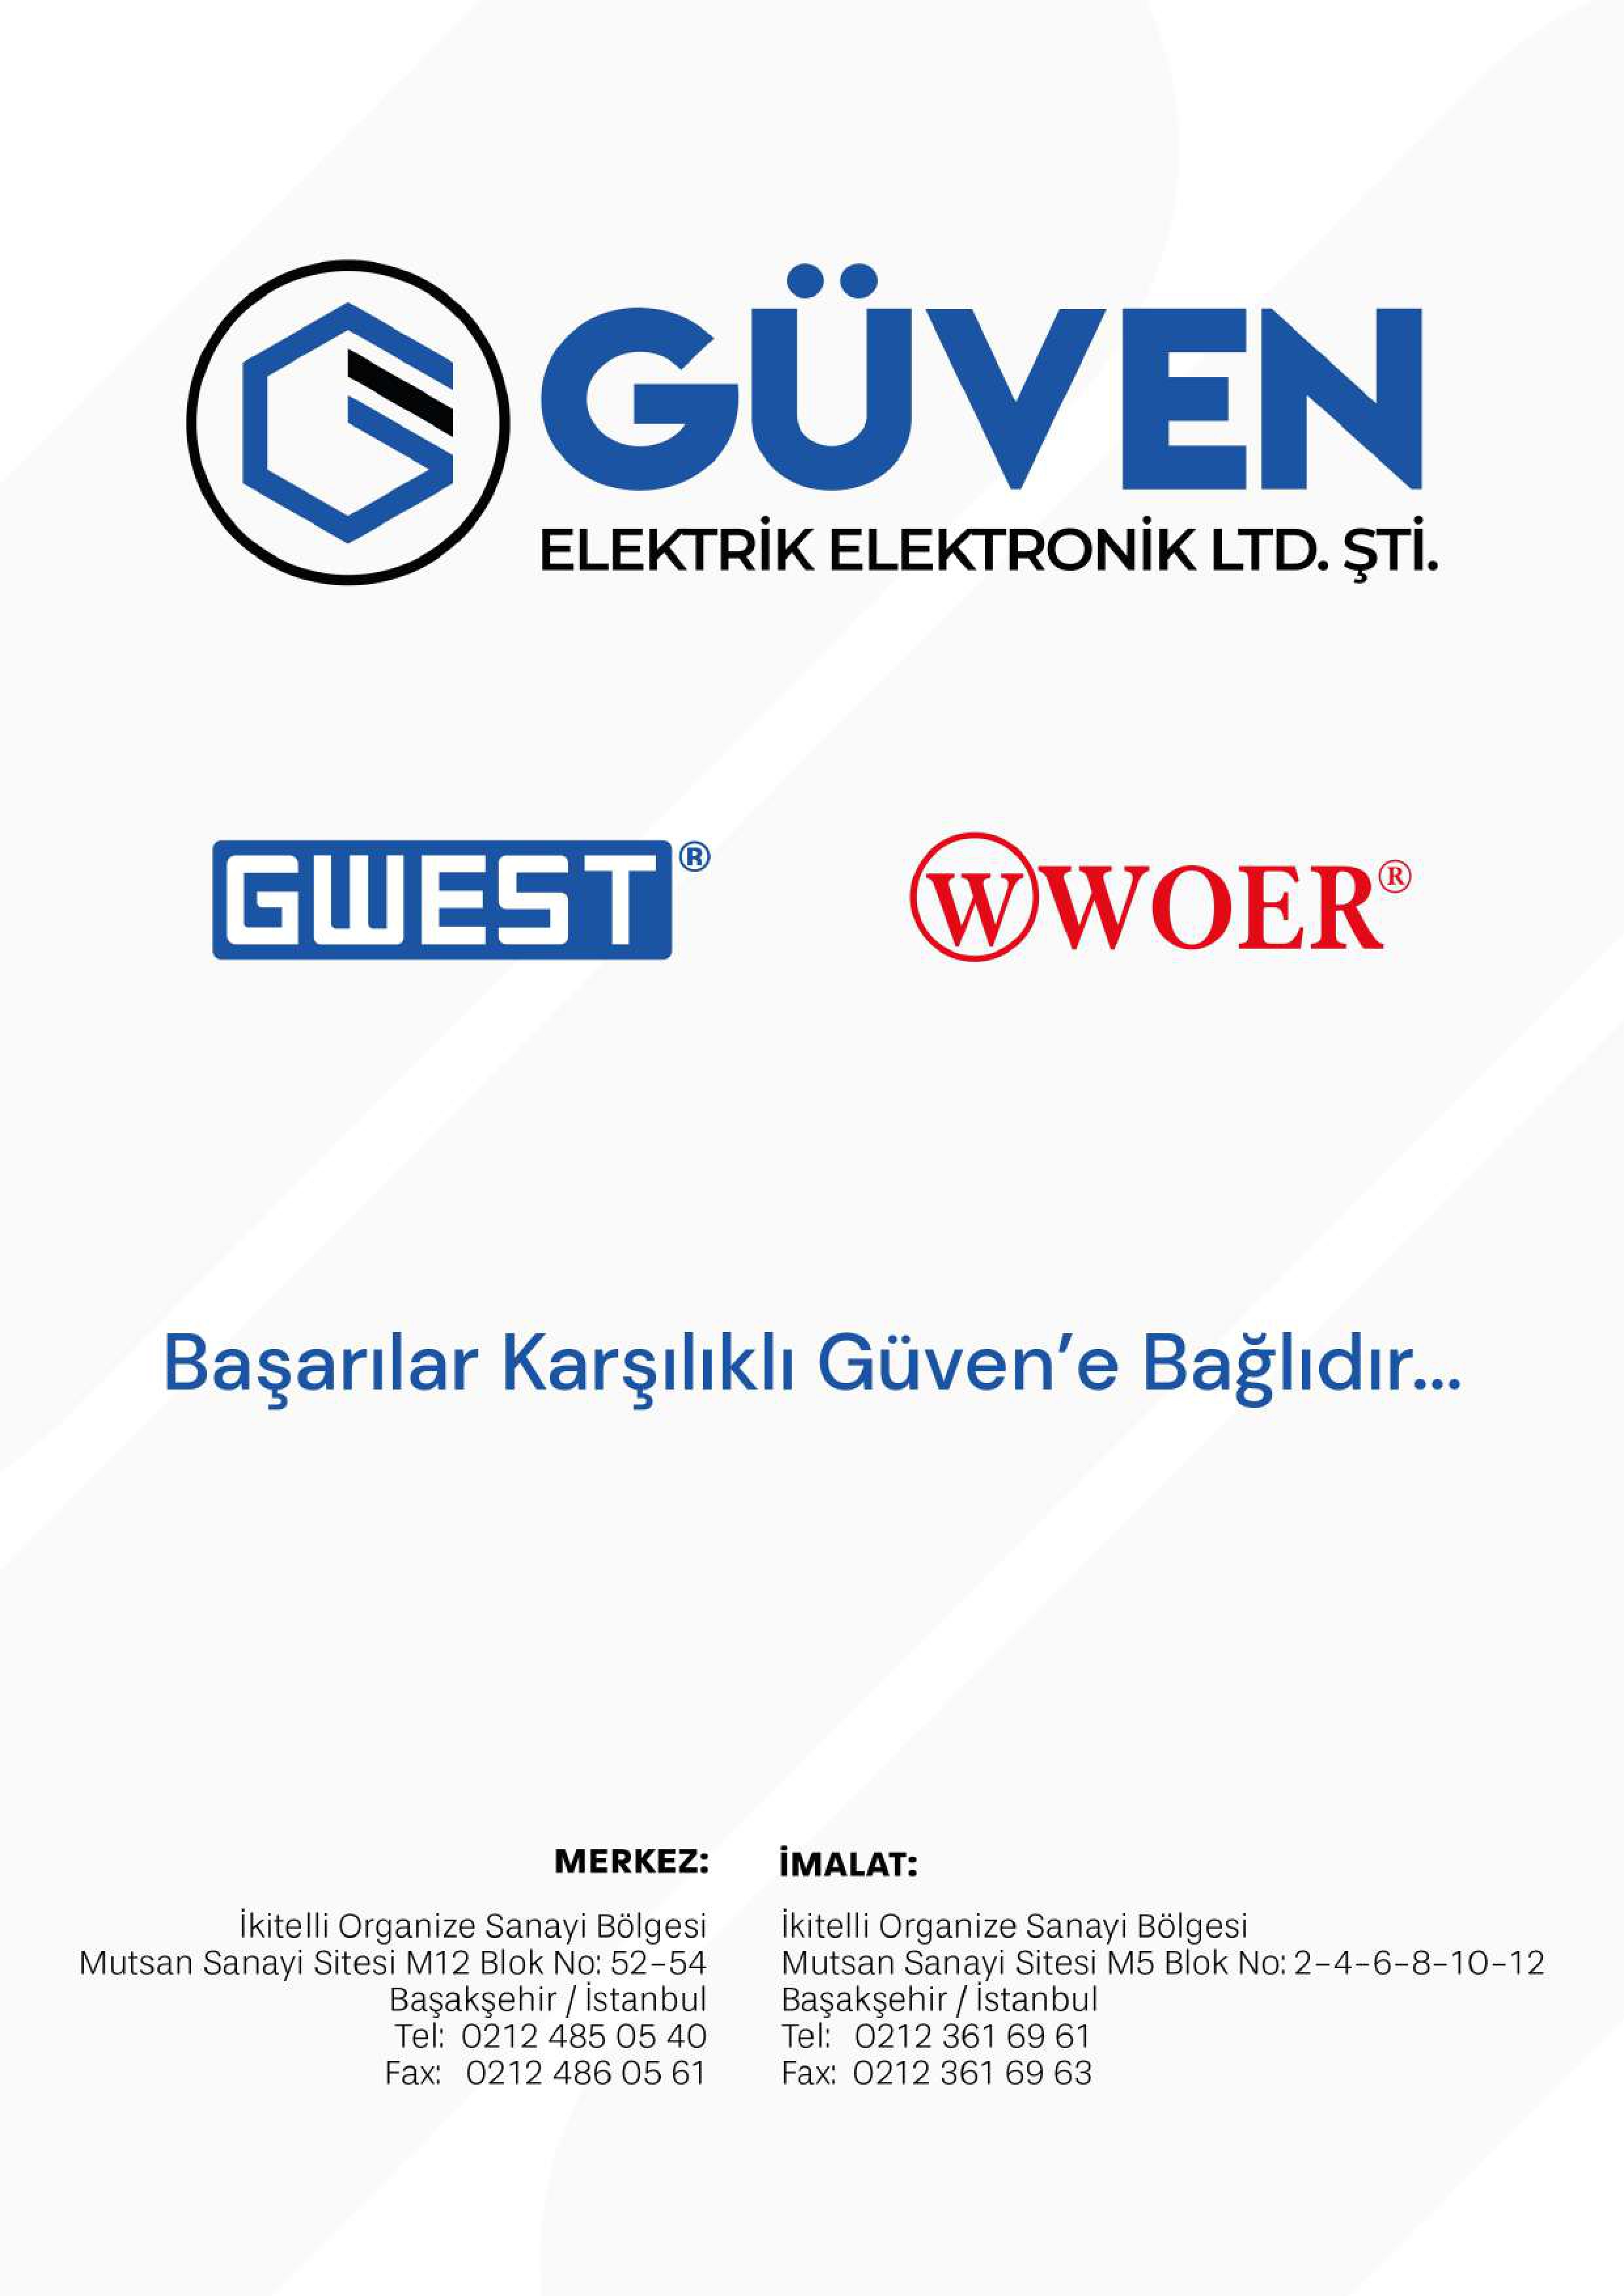 GÜVEN
ELEKTRİK ELEKTRONİK LTD. ŞTİ.
GWEST®
W WOER®
Başarılar Karşılıklı Güven’e Bağlıdır...
MERKEZ:
İkitelli Organize Sanayi Bölgesi
Mutsan Sanayi Sitesi M12 Blok No: 52-54
Başakşehir / İstanbul
Tel: 0212 485 05 40
Fax: 0212 486 05 61
İMALAT:
İkitelli Organize Sanayi Bölgesi
Mutsan Sanayi Sitesi M5 Blok No: 2-4-6-8-10-12
Başakşehir / İstanbul
Tel: 0212 361 69 61
Fax: 0212 361 69 63